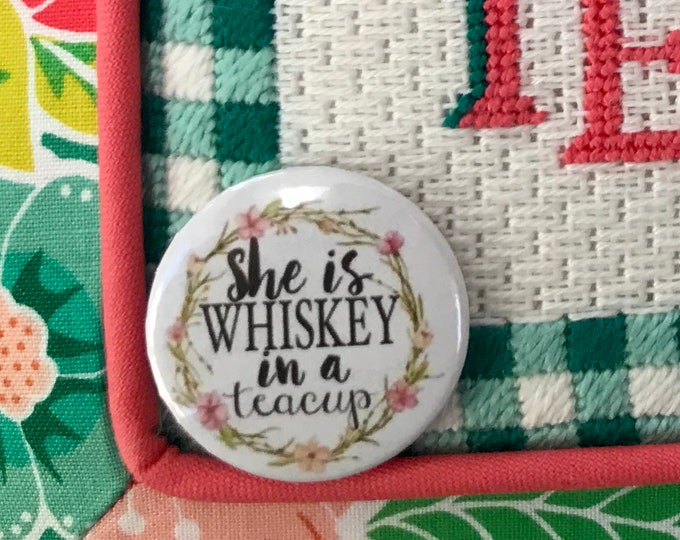 she is
WHISKEY
in a
teacup